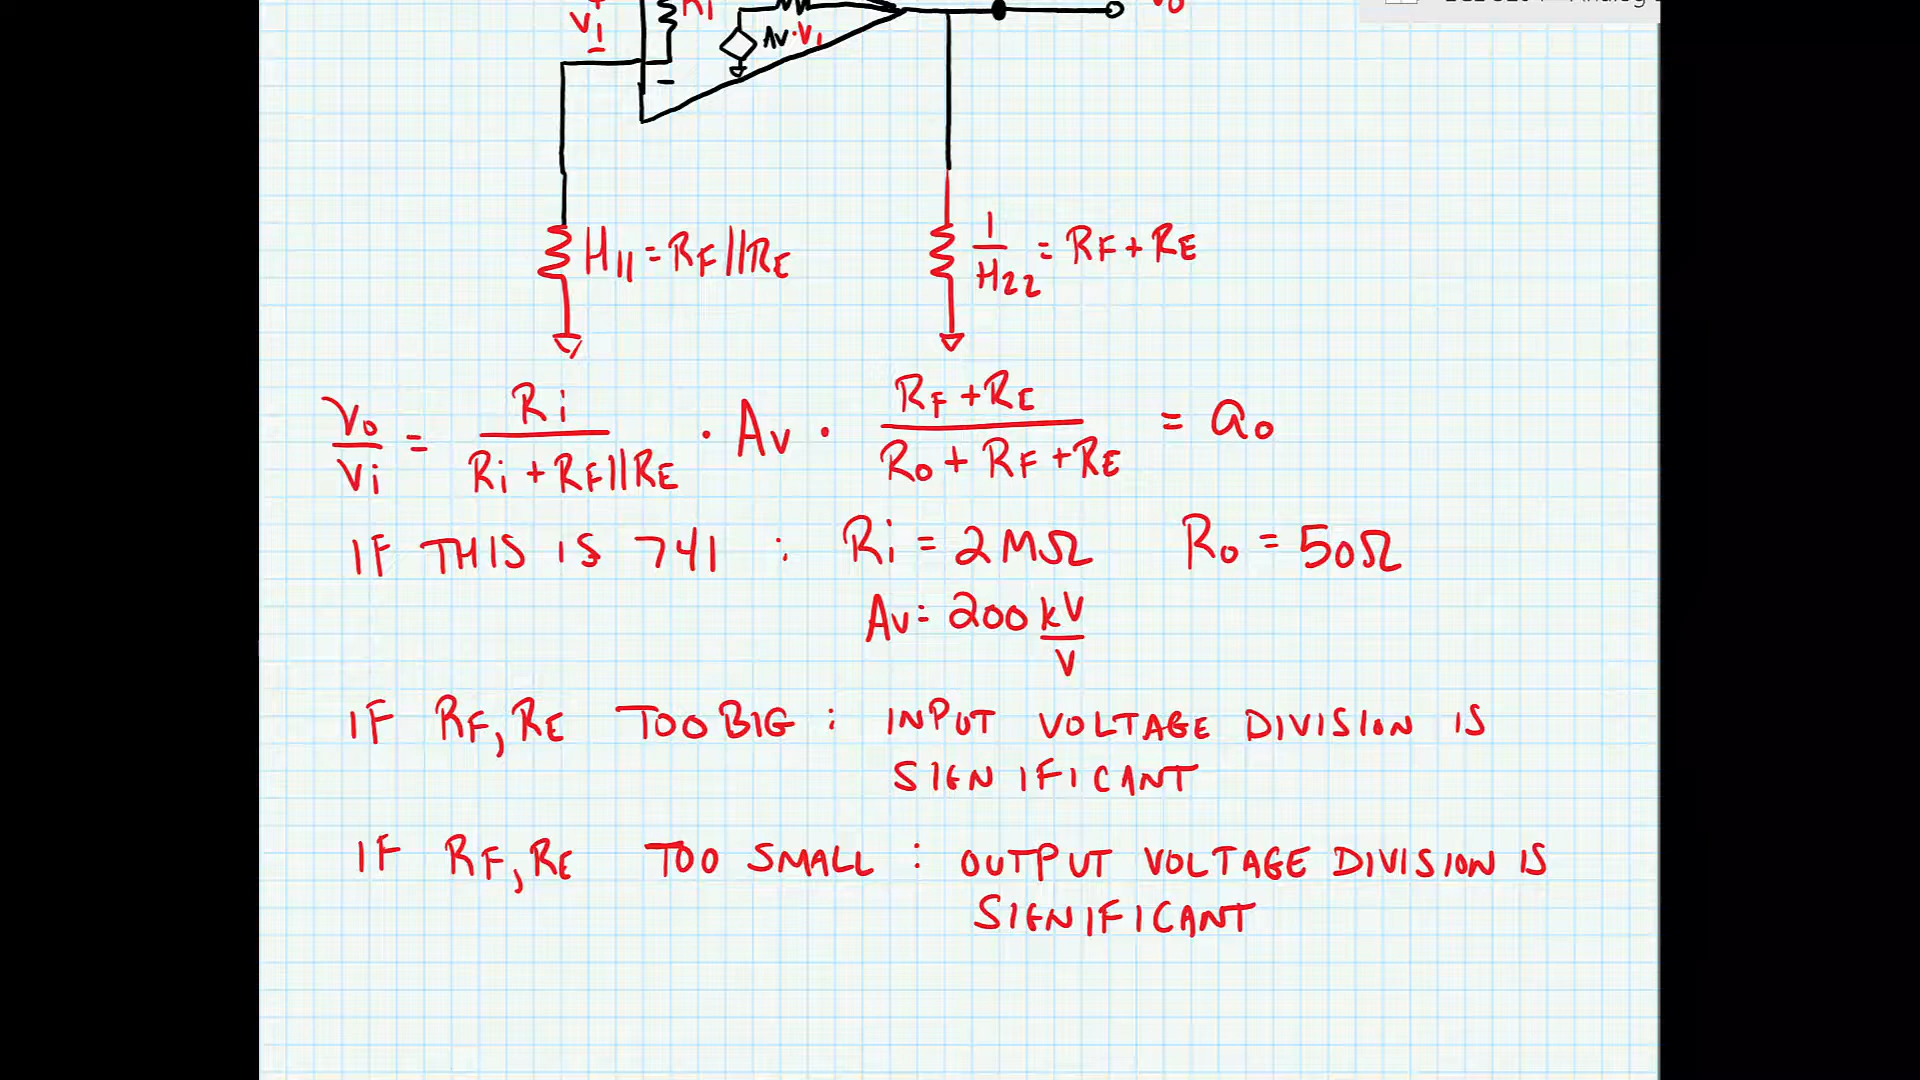 V1
Av·V1
H11 = RF||RE
1/H22 = RF + RE
Vo/Vi = Ri/(Ri + RF||RE) · Av · (RF + RE)/(Ro + RF + RE) = ao
IF THIS IS 741 : Ri = 2MΩ Ro = 50Ω
Av = 200 kV/V
IF RF, RE TOO BIG : INPUT VOLTAGE DIVISION IS
SIGNIFICANT
IF RF, RE TOO SMALL : OUTPUT VOLTAGE DIVISION IS
SIGNIFICANT